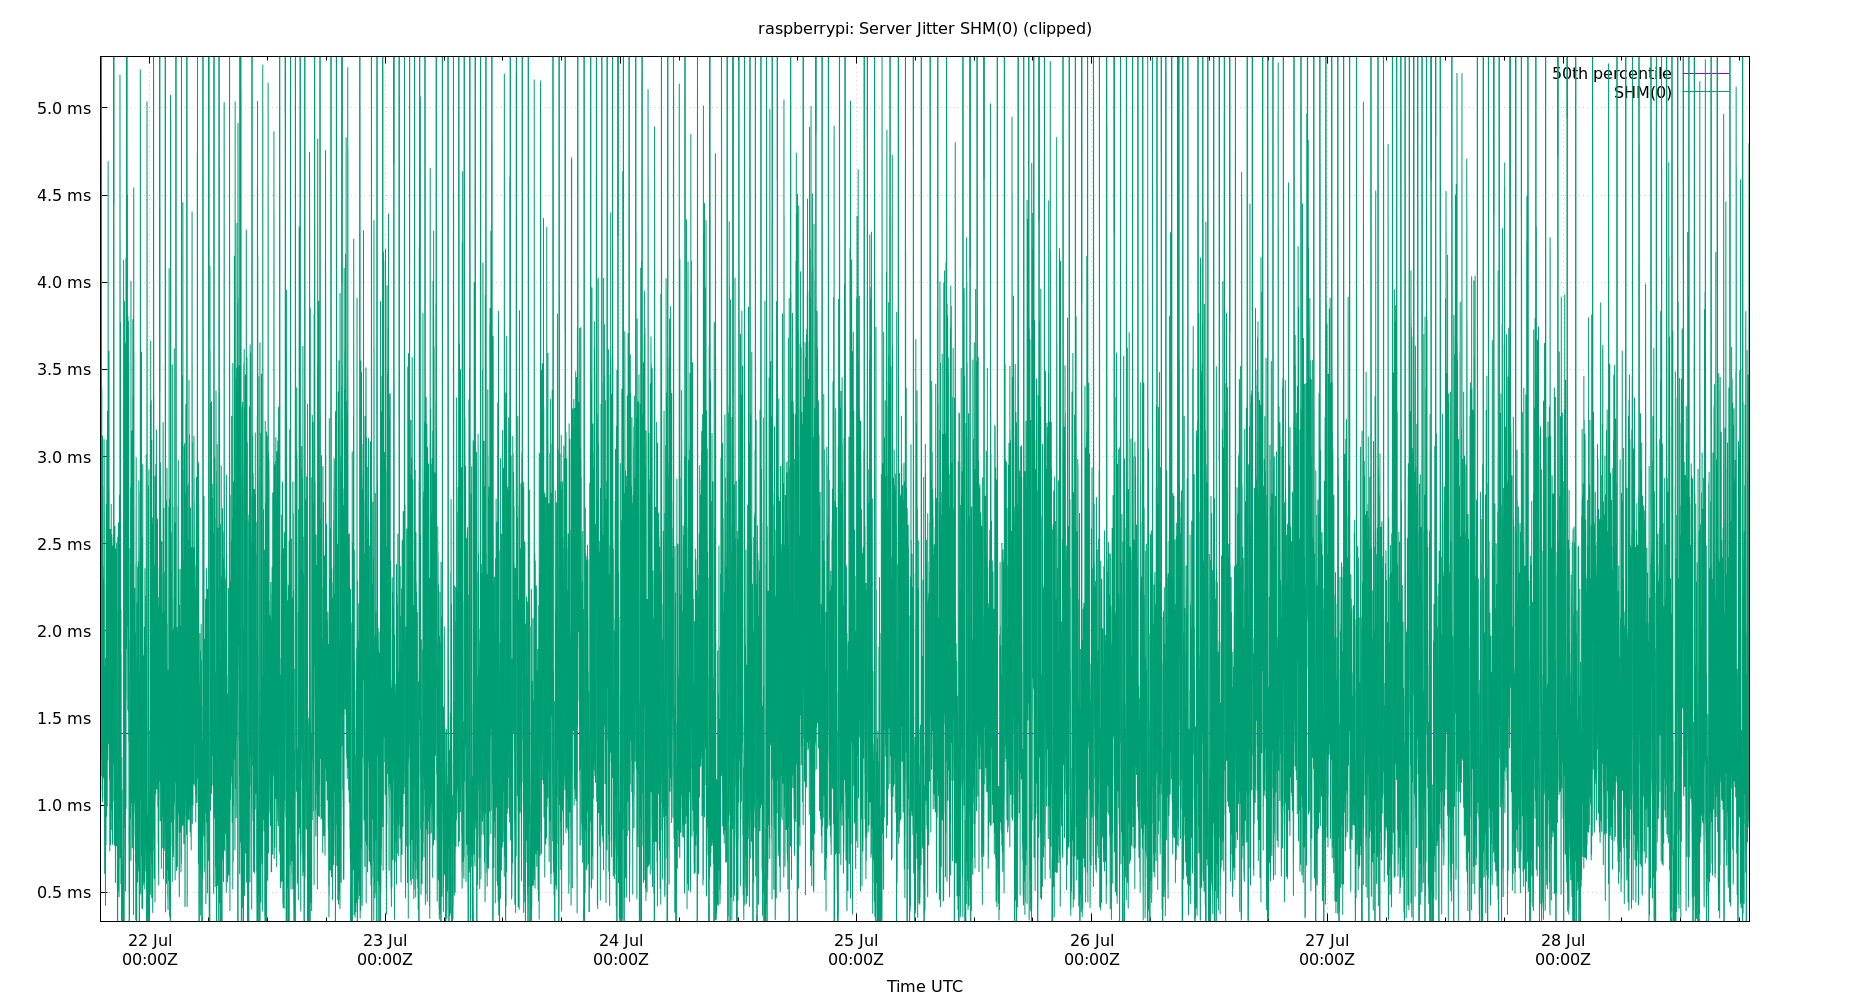 raspberrypi: Server Jitter SHM(0) (clipped)
50th percentile
SHM(0)
5.0 ms
4.5 ms
4.0 ms
3.5 ms
3.0 ms
2.5 ms
2.0 ms
1.5 ms
1.0 ms
0.5 ms
22 Jul 23 Jul 24 Jul 25 Jul 26 Jul 27 Jul 28 Jul
00:00Z 00:00Z 00:00Z 00:00Z 00:00Z 00:00Z 00:00Z
Time UTC